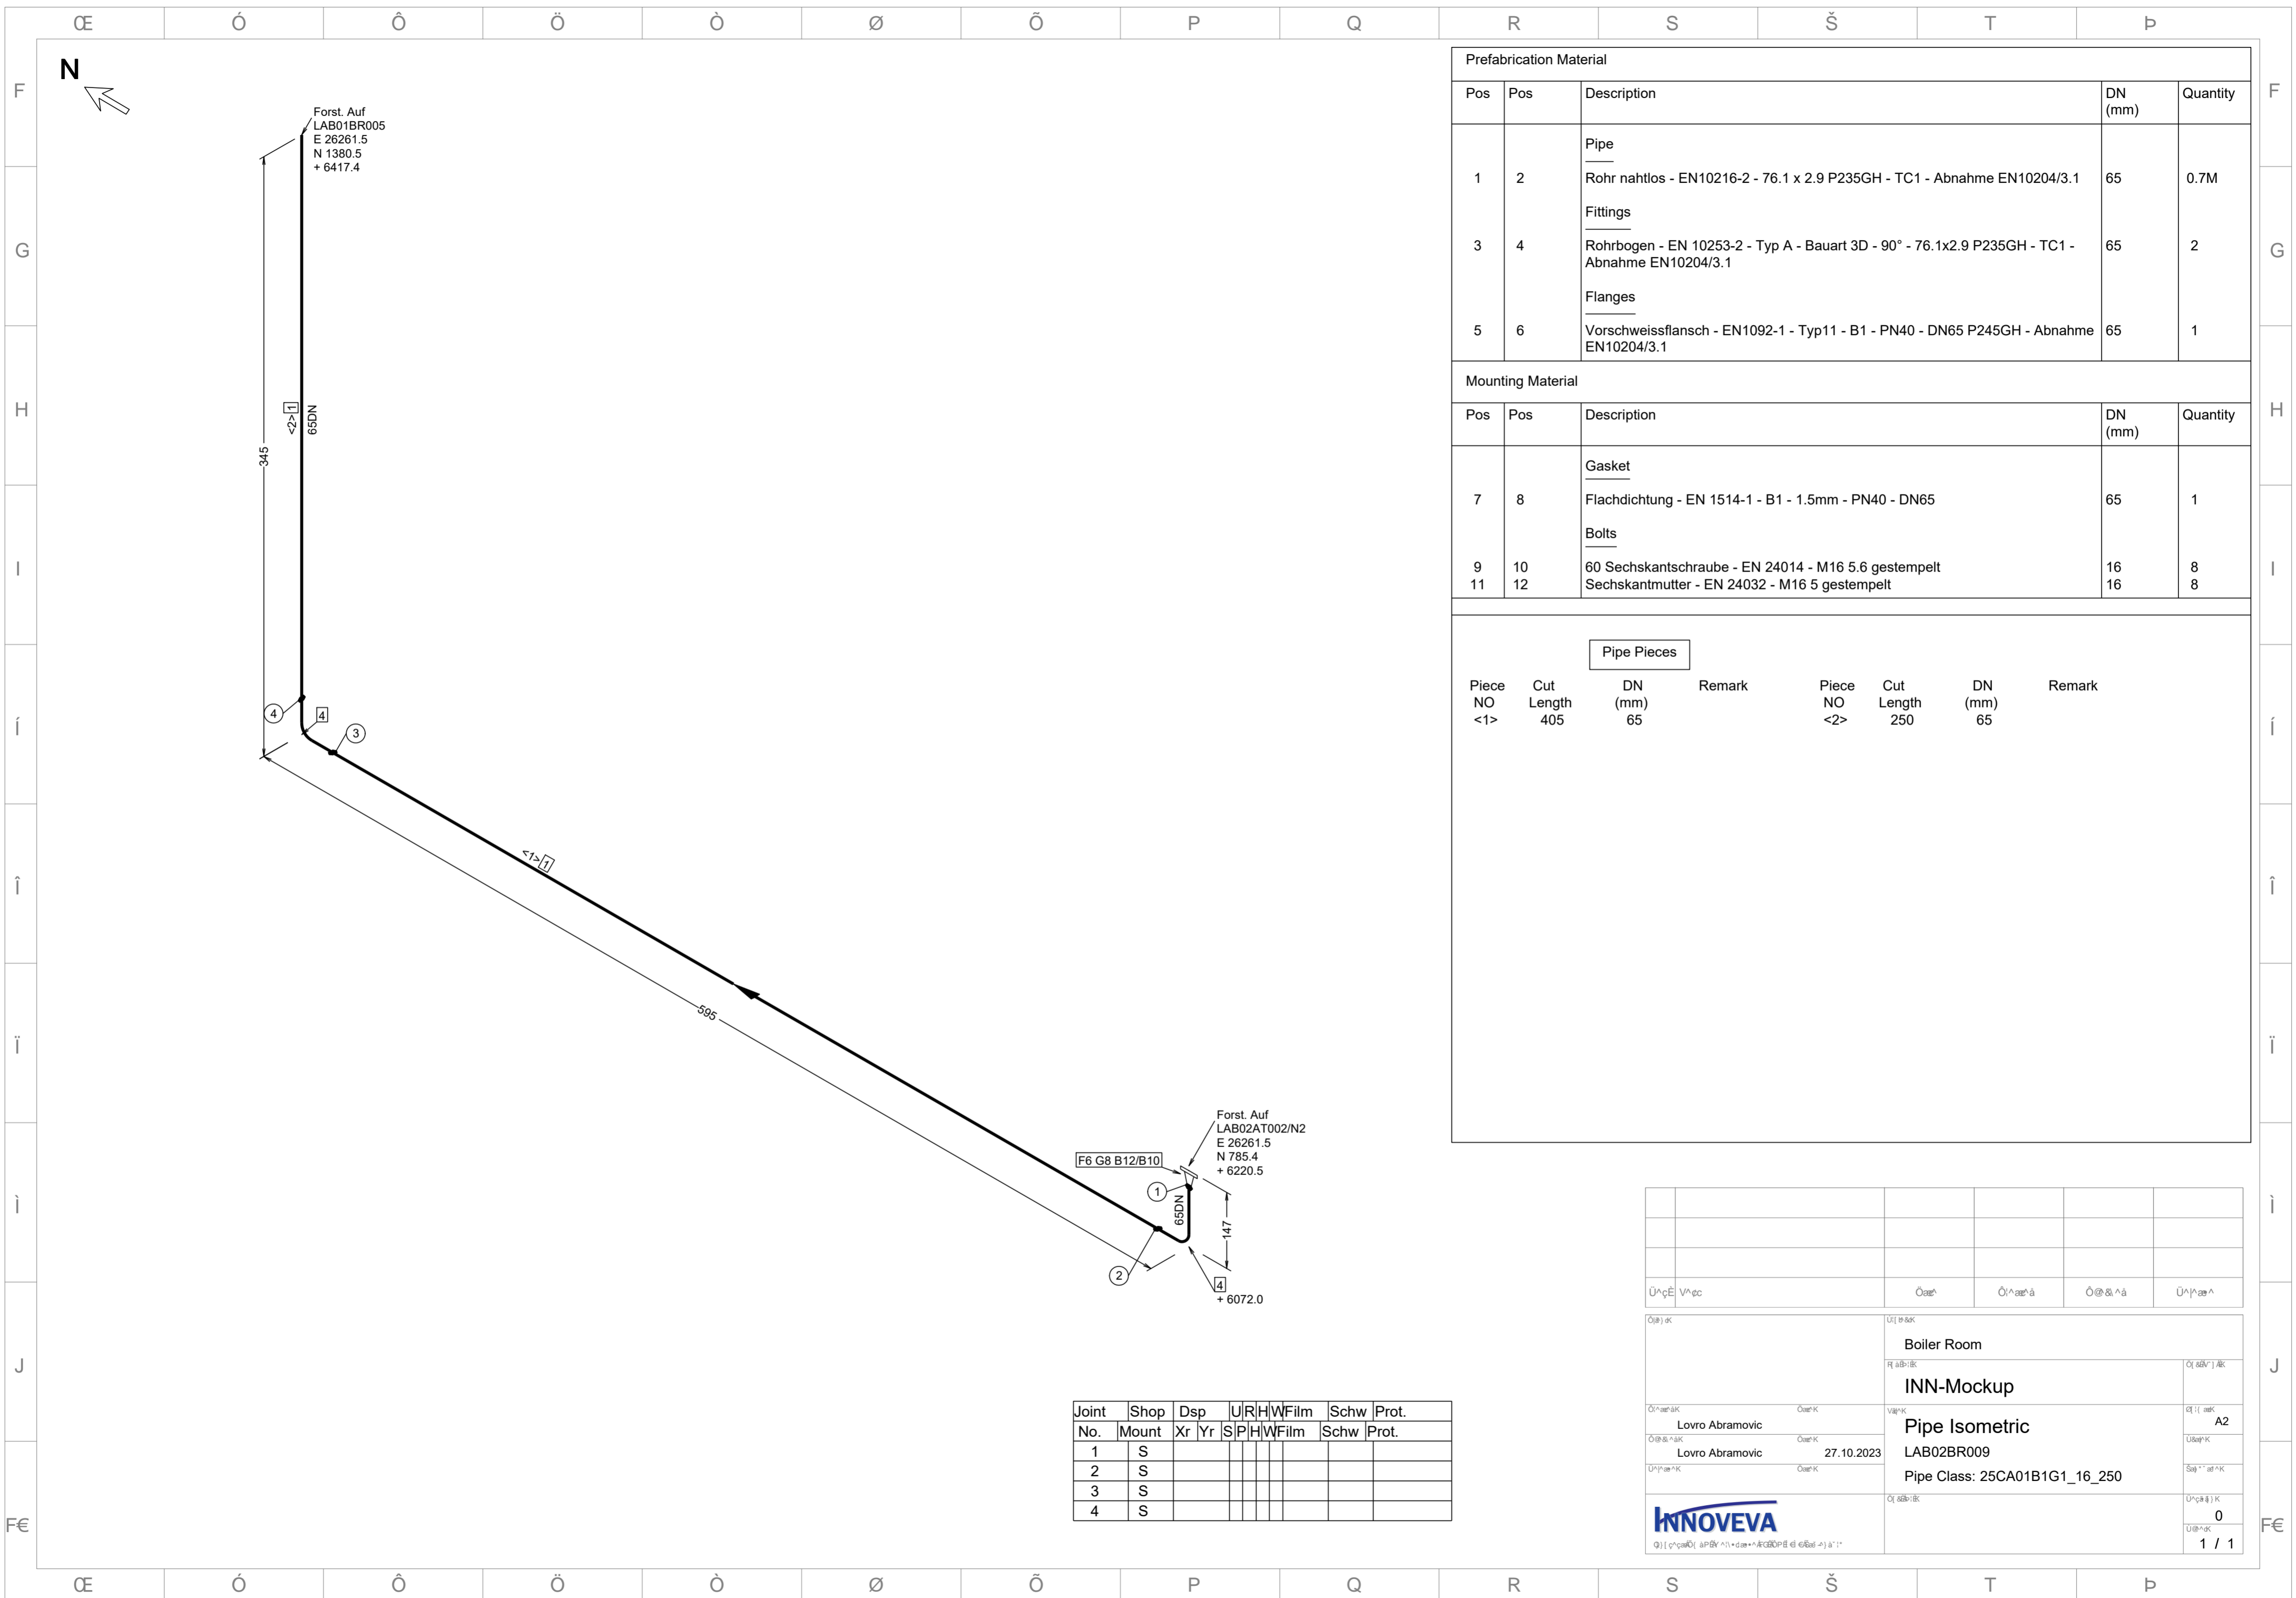 Œ Ó Ô Ö Ò Ø Õ P Q R S Š T Þ
F
G
H
I
Í
Î
Ï
Ì
J
F€
N
Forst. Auf
LAB01BR005
E 26261.5
N 1380.5
+ 6417.4
345
<2> 1
65DN
4
4
3
<1> 1
595
Forst. Auf
LAB02AT002/N2
E 26261.5
N 785.4
+ 6220.5
F6 G8 B12/B10
1
65DN
147
2
4
+ 6072.0
Prefabrication Material
Pos Pos Description DN (mm) Quantity
Pipe
1 2 Rohr nahtlos - EN10216-2 - 76.1 x 2.9 P235GH - TC1 - Abnahme EN10204/3.1 65 0.7M
Fittings
3 4 Rohrbogen - EN 10253-2 - Typ A - Bauart 3D - 90° - 76.1x2.9 P235GH - TC1 - 65 2
Abnahme EN10204/3.1
Flanges
5 6 Vorschweissflansch - EN1092-1 - Typ11 - B1 - PN40 - DN65 P245GH - Abnahme 65 1
EN10204/3.1
Mounting Material
Pos Pos Description DN (mm) Quantity
Gasket
7 8 Flachdichtung - EN 1514-1 - B1 - 1.5mm - PN40 - DN65 65 1
Bolts
9 10 60 Sechskantschraube - EN 24014 - M16 5.6 gestempelt 16 8
11 12 Sechskantmutter - EN 24032 - M16 5 gestempelt 16 8
Pipe Pieces
Piece Cut DN Remark Piece Cut DN Remark
NO Length (mm) NO Length (mm)
<1> 405 65 <2> 250 65
Joint Shop Dsp U R H W Film Schw Prot.
No. Mount Xr Yr S P H W Film Schw Prot.
1 S
2 S
3 S
4 S
Boiler Room
INN-Mockup
Lovro Abramovic
Pipe Isometric
A2
Lovro Abramovic 27.10.2023
LAB02BR009
Pipe Class: 25CA01B1G1_16_250
INNOVEVA
0
1 / 1
F
G
H
I
Í
Î
Ï
Ì
J
F€
Œ Ó Ô Ö Ò Ø Õ P Q R S Š T Þ